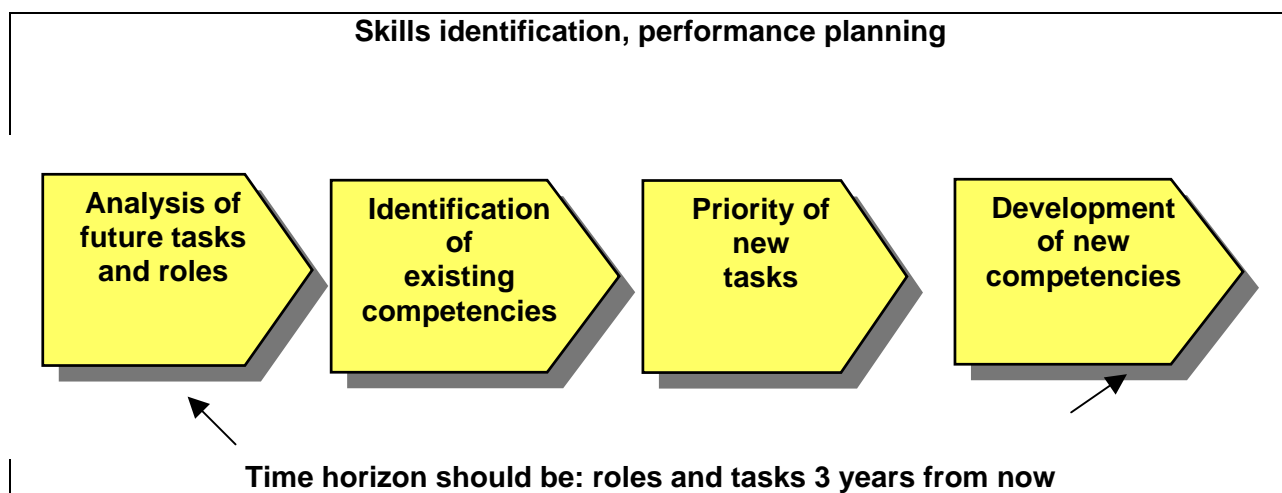 Skills identification, performance planning
Analysis of
future tasks
and roles
Identification
of
existing
competencies
Priority of
new
tasks
Development
of new
competencies
Time horizon should be: roles and tasks 3 years from now